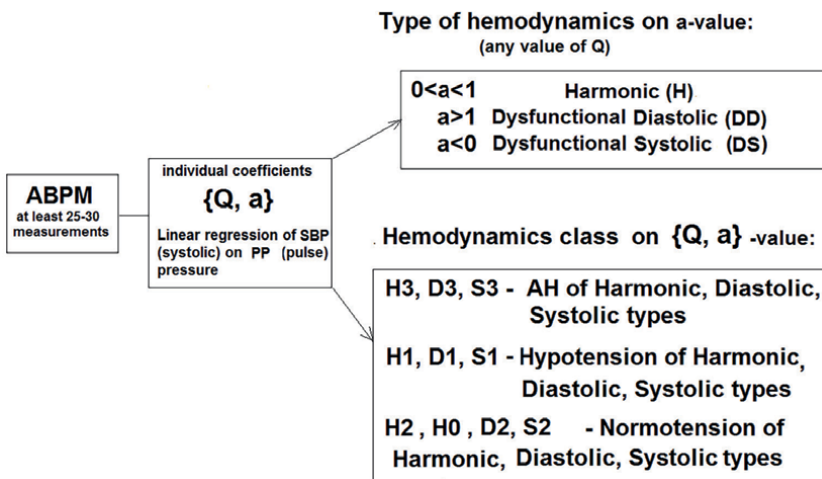 Type of hemodynamics on a-value:
(any value of Q)
0<a<1 Harmonic (H)
a>1 Dysfunctional Diastolic (DD)
a<0 Dysfunctional Systolic (DS)
ABPM
at least 25-30
measurements
individual coefficients
{Q, a}
Linear regression of SBP
(systolic) on PP (pulse)
pressure
. Hemodynamics class on {Q, a} -value:
H3, D3, S3 - AH of Harmonic, Diastolic,
Systolic types
H1, D1, S1 - Hypotension of Harmonic,
Diastolic, Systolic types
H2 , H0 , D2, S2 - Normotension of
Harmonic, Diastolic, Systolic types